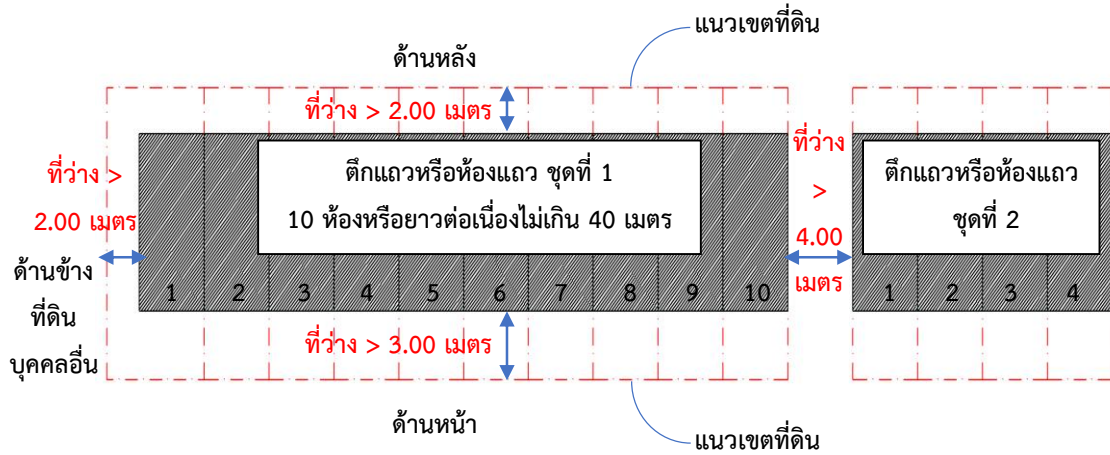 แนวเขตที่ดิน
ด้านหลัง
ที่ว่าง > 2.00 เมตร
ที่ว่าง >
2.00 เมตร
ด้านข้าง
ที่ดิน
บุคคลอื่น
ตึกแถวหรือห้องแถว ชุดที่ 1
10 ห้องหรือยาวต่อเนื่องไม่เกิน 40 เมตร
1 2 3 4 5 6 7 8 9 10
ที่ว่าง
>
4.00
เมตร
ตึกแถวหรือห้องแถว
ชุดที่ 2
1 2 3 4
ที่ว่าง > 3.00 เมตร
ด้านหน้า
แนวเขตที่ดิน